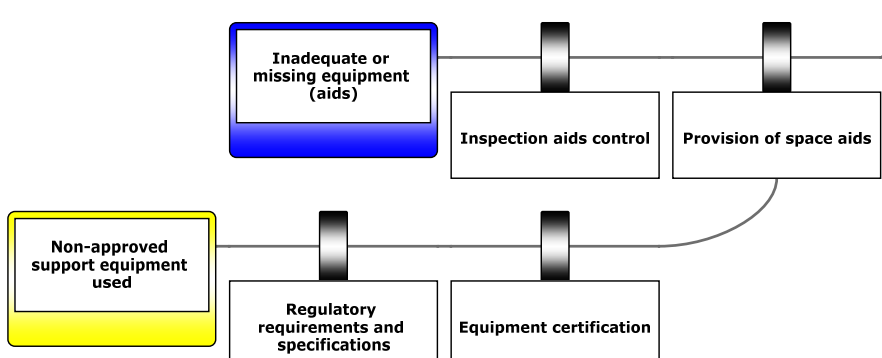 Inadequate or
missing equipment
(aids)
Inspection aids control
Provision of space aids
Non-approved
support equipment
used
Regulatory
requirements and
specifications
Equipment certification